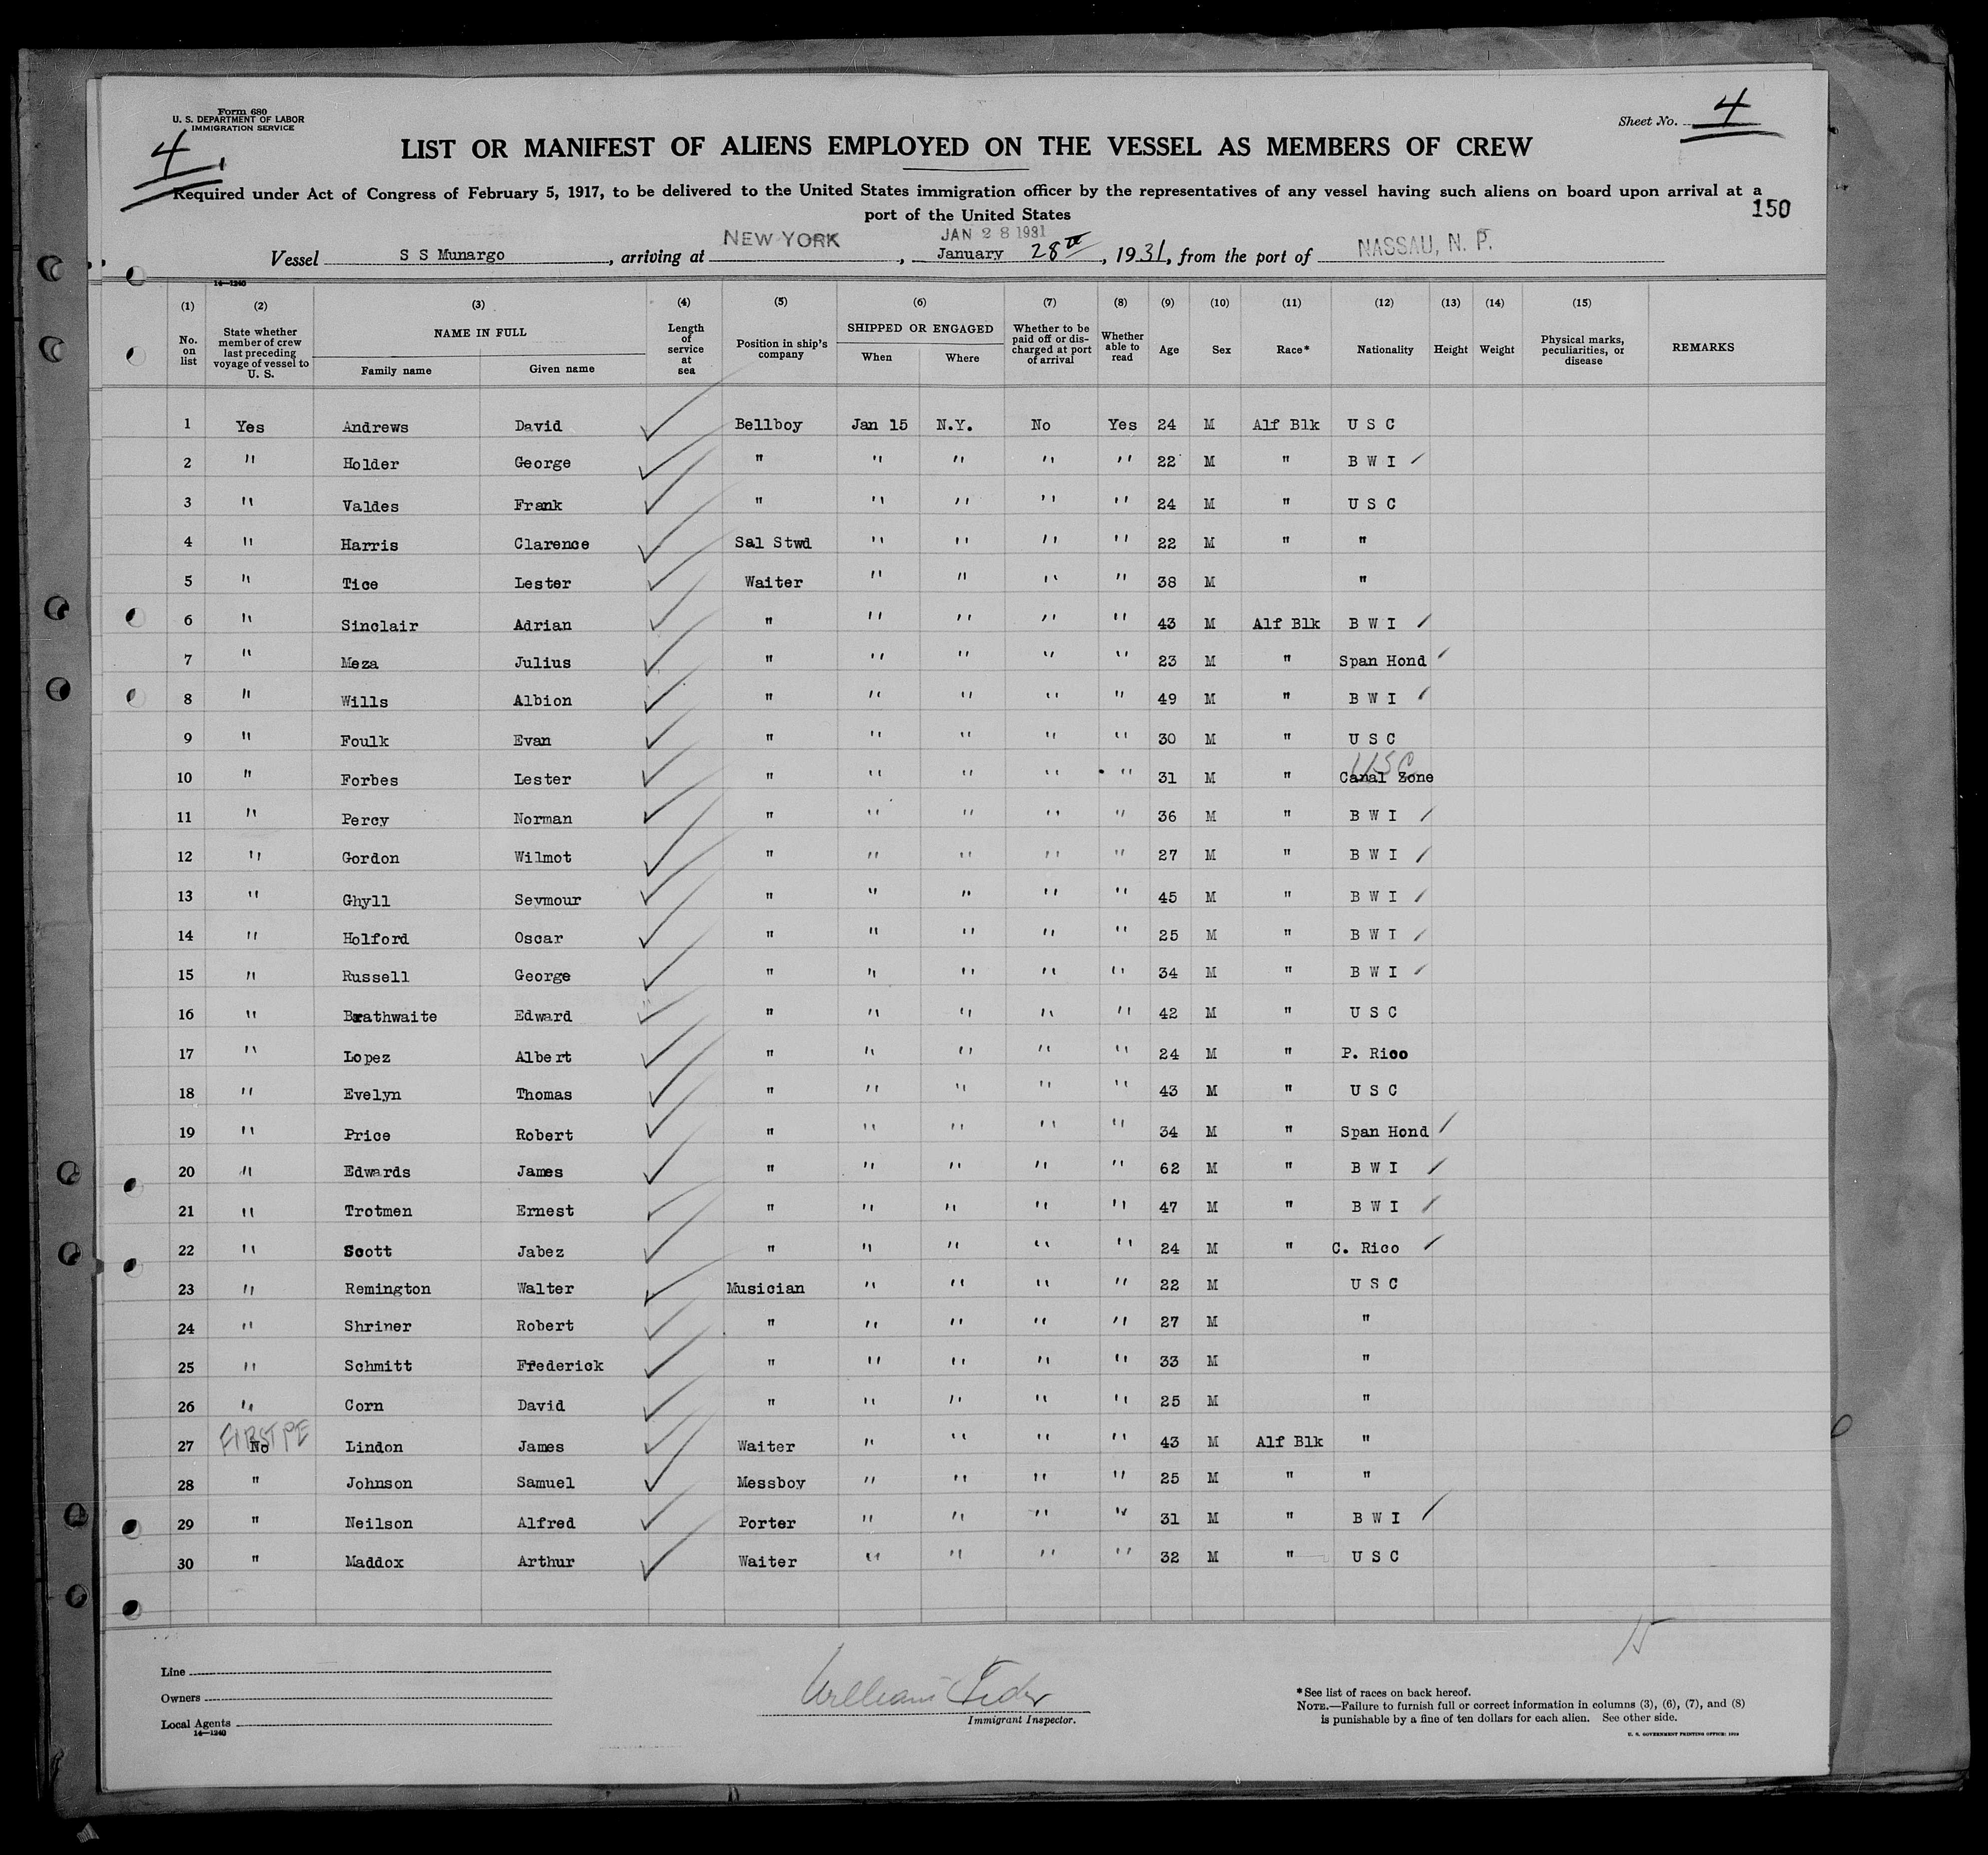 Form 680
U. S. DEPARTMENT OF LABOR
IMMIGRATION SERVICE
4
Sheet No. 4
LIST OR MANIFEST OF ALIENS EMPLOYED ON THE VESSEL AS MEMBERS OF CREW
Required under Act of Congress of February 5, 1917, to be delivered to the United States immigration officer by the representatives of any vessel having such aliens on board upon arrival at a
port of the United States
150
JAN 28 1931
Vessel S S Munargo, arriving at NEW YORK, January 28th, 1931, from the port of NASSAU, N. P.
14—1240
(1) (2) (3) (4) (5) (6) (7) (8) (9) (10) (11) (12) (13) (14) (15)
No. on list | State whether member of crew last preceding voyage of vessel to U. S. | NAME IN FULL Family name Given name | Length of service at sea | Position in ship's company | SHIPPED OR ENGAGED When Where | Whether to be paid off or discharged at port of arrival | Whether able to read | Age | Sex | Race* | Nationality | Height | Weight | Physical marks, peculiarities, or disease | REMARKS
1 Yes Andrews David Bellboy Jan 15 N.Y. No Yes 24 M Alf Blk U S C
2 " Holder George " " " " " 22 M " B W I
3 " Valdes Frank " " " " " 24 M " U S C
4 " Harris Clarence Sal Stwd " " " " 22 M " "
5 " Tice Lester Waiter " " " " 38 M "
6 " Sinclair Adrian " " " " " 43 M Alf Blk B W I
7 " Meza Julius " " " " " 23 M " Span Hond
8 " Wills Albion " " " " " 49 M " B W I
9 " Foulk Evan " " " " " 30 M " U S C
10 " Forbes Lester " " " " " 31 M " Canal Zone USC
11 " Percy Norman " " " " " 36 M " B W I
12 " Gordon Wilmot " " " " " 27 M " B W I
13 " Ghyll Sevmour " " " " " 45 M " B W I
14 " Holford Oscar " " " " " 25 M " B W I
15 " Russell George " " " " " 34 M " B W I
16 " Brathwaite Edward " " " " " 42 M " U S C
17 " Lopez Albert " " " " " 24 M " P. Rico
18 " Evelyn Thomas " " " " " 43 M " U S C
19 " Price Robert " " " " " 34 M " Span Hond
20 " Edwards James " " " " " 62 M " B W I
21 " Trotmen Ernest " " " " " 47 M " B W I
22 " Scott Jabez " " " " " 24 M " C. Rico
23 " Remington Walter Musician " " " " 22 M U S C
24 " Shriner Robert " " " " " 27 M "
25 " Schmitt Frederick " " " " " 33 M "
26 " Corn David " " " " " 25 M "
27 FIRST PE No Lindon James Waiter " " " " 43 M Alf Blk "
28 " Johnson Samuel Messboy " " " " 25 M " "
29 " Neilson Alfred Porter " " " " 31 M " B W I
30 " Maddox Arthur Waiter " " " " 32 M " U S C
15
Line
Owners
Local Agents
14—1240
William
Immigrant Inspector.
*See list of races on back hereof.
NOTE.—Failure to furnish full or correct information in columns (3), (6), (7), and (8)
is punishable by a fine of ten dollars for each alien. See other side.